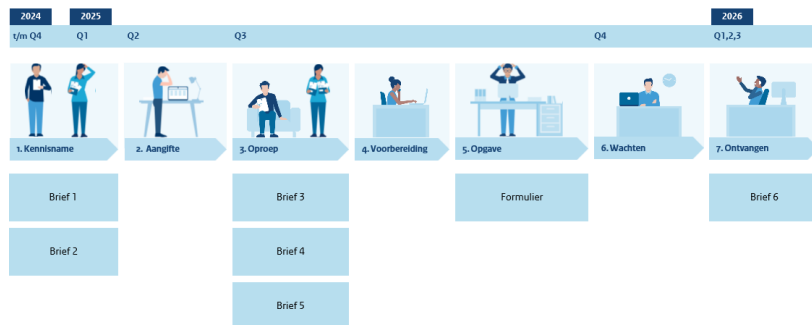 2024 2025 2026
t/m Q4 Q1 Q2 Q3 Q4 Q1,2,3
1. Kennisname 2. Aangifte 3. Oproep 4. Voorbereiding 5. Opgave 6. Wachten 7. Ontvangen
Brief 1 Brief 3 Formulier Brief 6
Brief 2 Brief 4
Brief 5